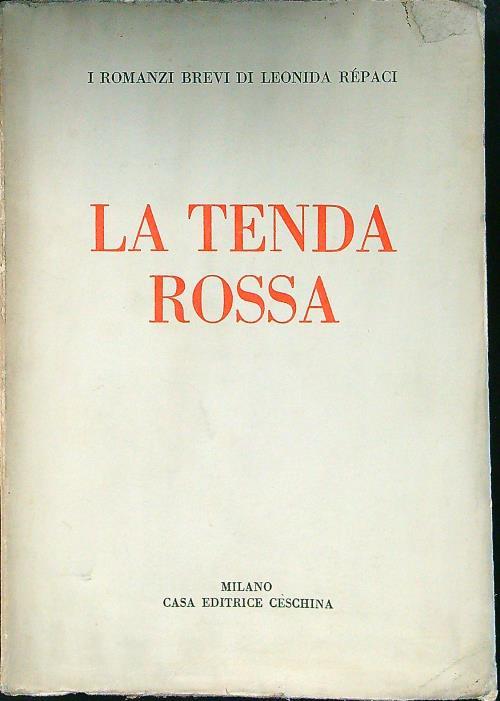 I ROMANZI BREVI DI LEONIDA RÉPACI
LA TENDA
ROSSA
MILANO
CASA EDITRICE CESCHINA